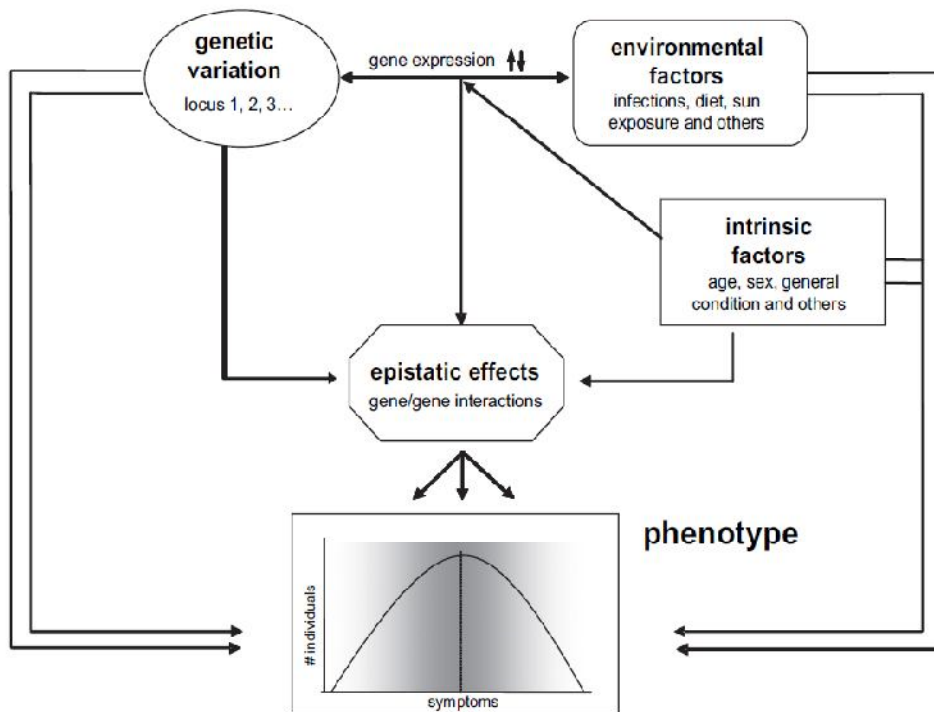 genetic
variation
locus 1, 2, 3...
gene expression
environmental
factors
infections, diet, sun
exposure and others
intrinsic
factors
age, sex, general
condition and others
epistatic effects
gene/gene interactions
phenotype
# individuals
symptoms